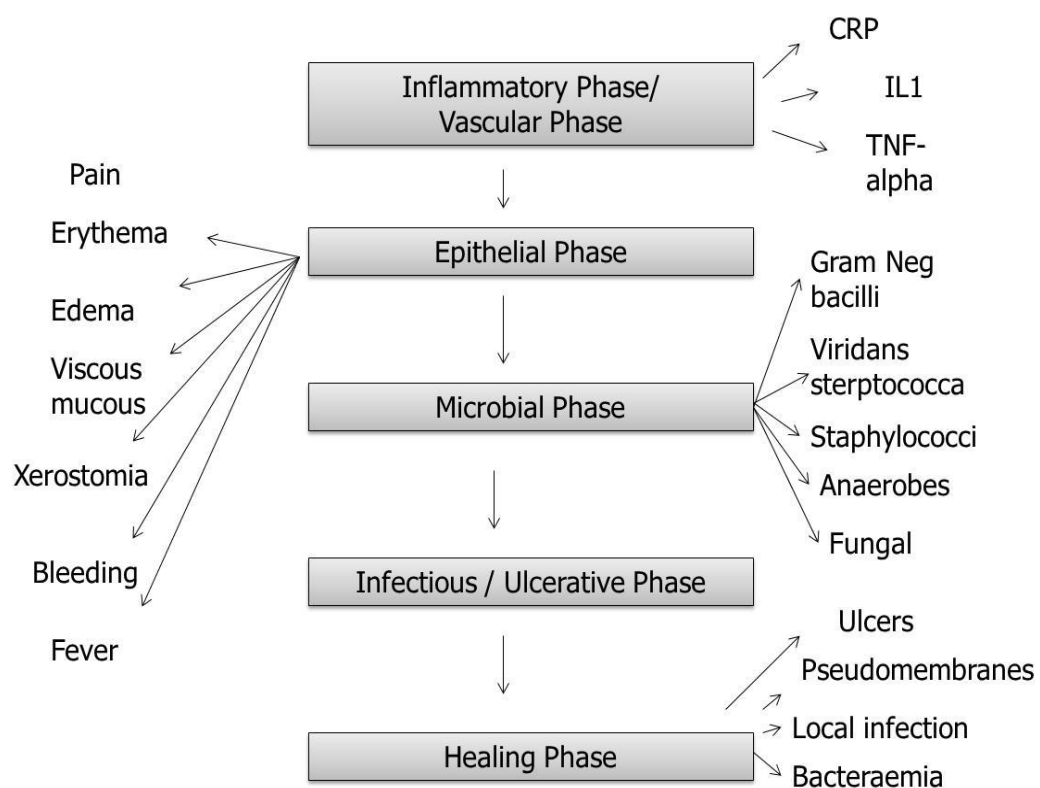 CRP
Inflammatory Phase/
Vascular Phase
IL1
TNF-
alpha
Pain
Erythema
Epithelial Phase
Gram Neg
bacilli
Edema
Viridans
sterptococca
Viscous
mucous
Microbial Phase
Staphylococci
Xerostomia
Anaerobes
Fungal
Bleeding
Infectious / Ulcerative Phase
Ulcers
Fever
Pseudomembranes
Local infection
Healing Phase
Bacteraemia